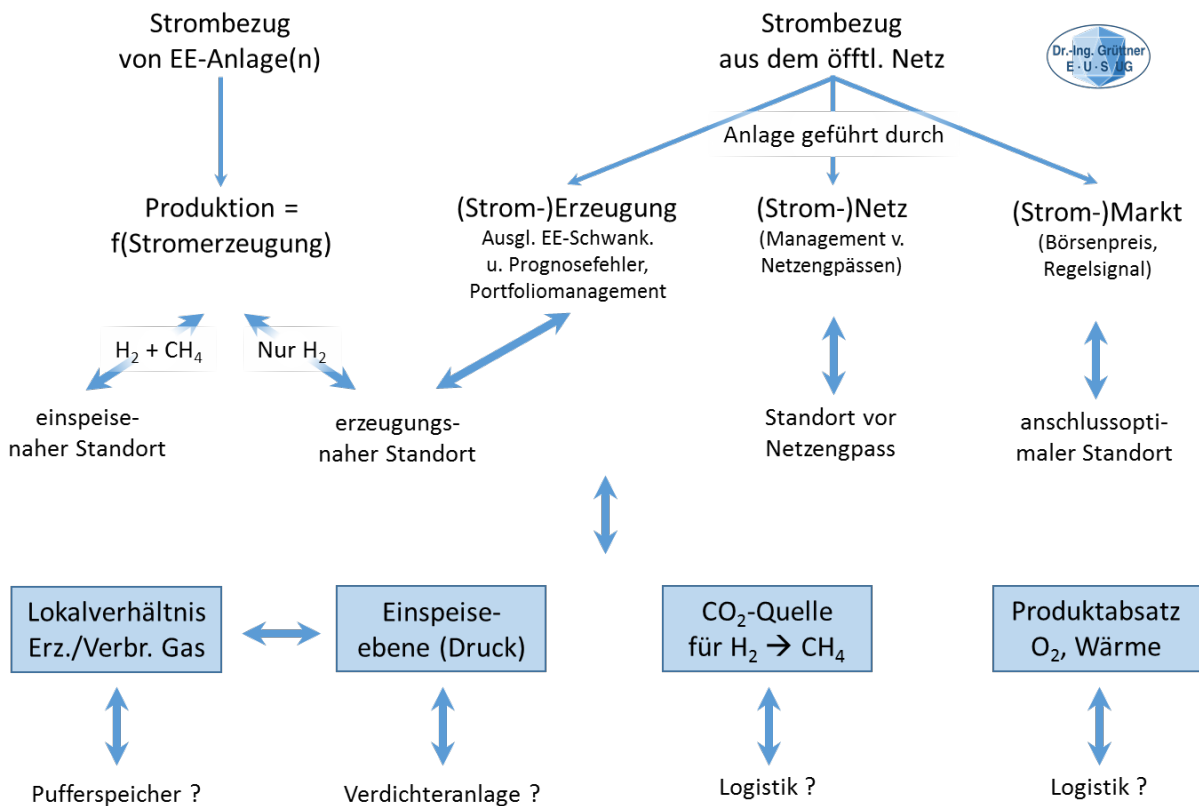 Strombezug
von EE-Anlage(n)
Strombezug
aus dem öfftl. Netz
Dr.-Ing. Grüttner
E · U · S UG
Anlage geführt durch
Produktion =
f(Stromerzeugung)
(Strom-)Erzeugung
Ausgl. EE-Schwank.
u. Prognosefehler,
Portfoliomanagement
(Strom-)Netz
(Management v.
Netzengpässen)
(Strom-)Markt
(Börsenpreis,
Regelsignal)
H₂ + CH₄
Nur H₂
einspeise-
naher Standort
erzeugungs-
naher Standort
Standort vor
Netzengpass
anschlussopti-
maler Standort
Lokalverhältnis
Erz./Verbr. Gas
Einspeise-
ebene (Druck)
CO₂-Quelle
für H₂ → CH₄
Produktabsatz
O₂, Wärme
Pufferspeicher ?
Verdichteranlage ?
Logistik ?
Logistik ?